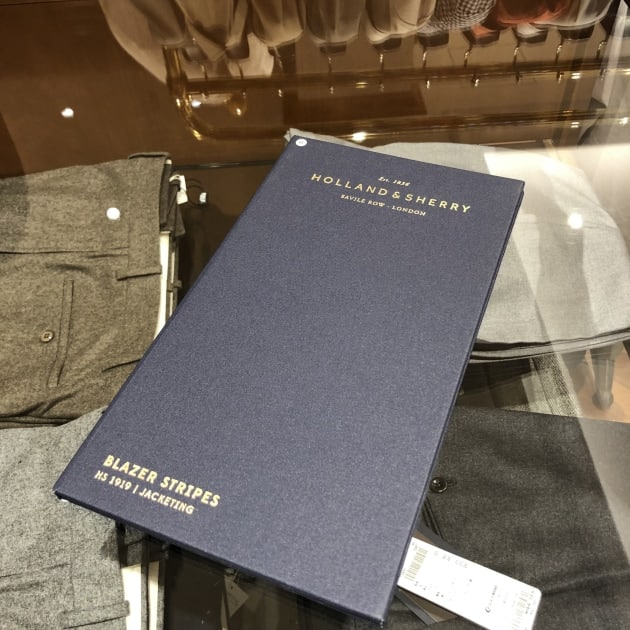 Est. 1836
HOLLAND & SHERRY
SAVILE ROW · LONDON
BLAZER STRIPES
HS 1919 | JACKETING